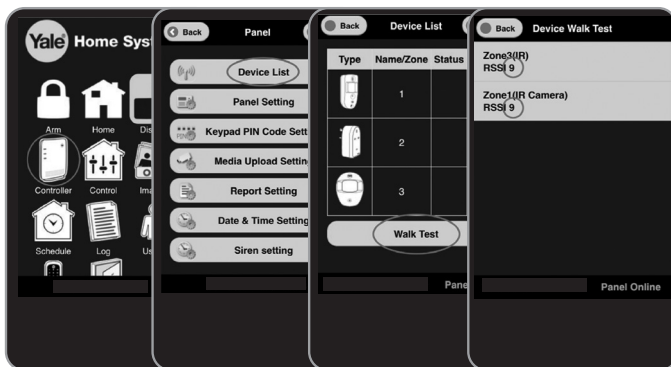 Yale Home Sys
Arm
Home
Dis
Controller
Control
Ima
Schedule
Log
Us
Back
Panel
Device List
Panel Setting
PIN
Keypad PIN Code Sett
Media Upload Settin
Report Setting
Date & Time Setting
Siren setting
Back
Device List
Type Name/Zone Status
1
2
3
Walk Test
Pane
Back
Device Walk Test
Zone3(IR)
RSSI 9
Zone1(IR Camera)
RSSI 9
Panel Online